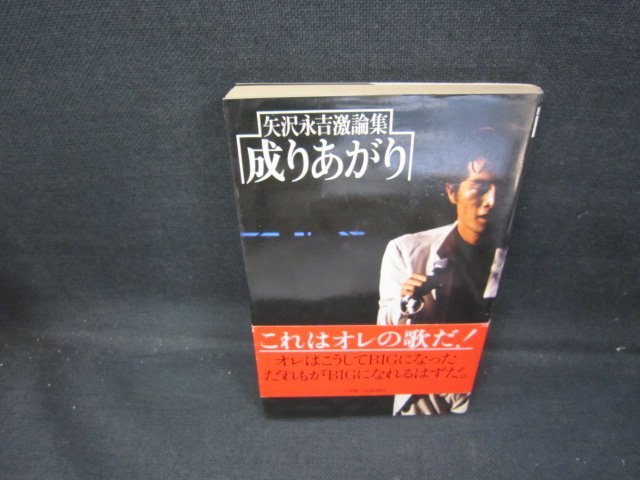 矢沢永吉激論集
成りあがり
これはオレの歌だ!
オレはこうしてBIGになった
だれもがBIGになれるはずだ。